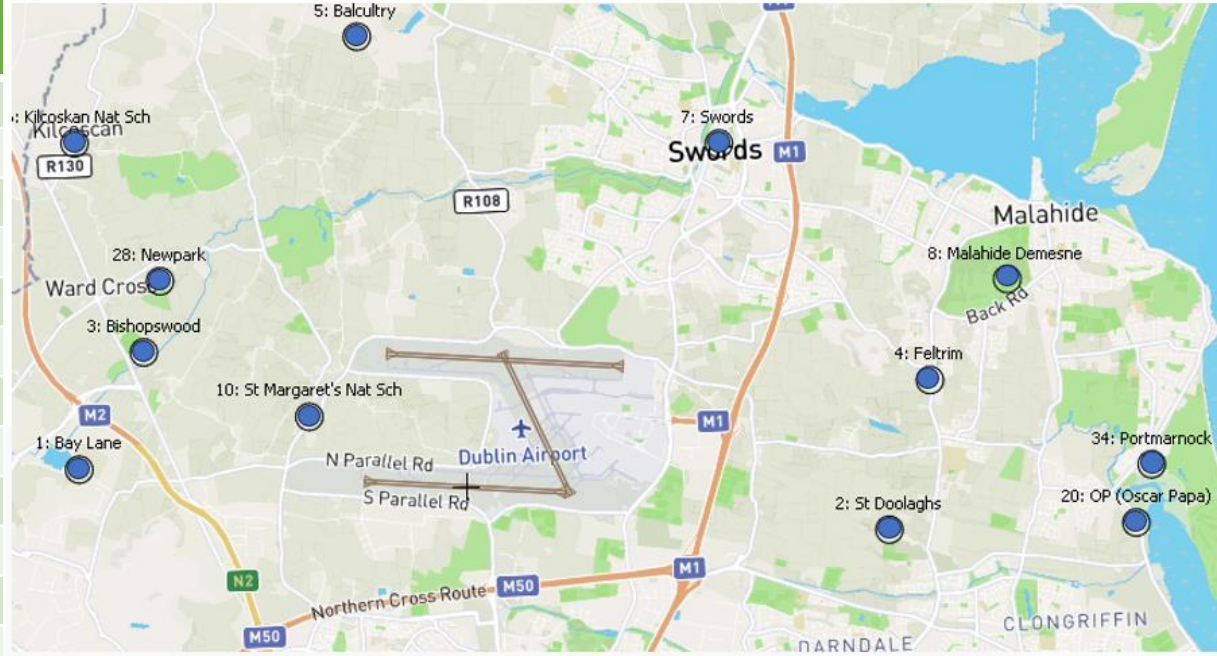 5: Balcultry
Kilcoskan Nat Sch
Kilcoscan
R130
7: Swords
Swords
M1
R108
Malahide
28: Newpark
Ward Cross
8: Malahide Demesne
Back Rd
3: Bishopswood
4: Feltrim
10: St Margaret's Nat Sch
M2
M1
1: Bay Lane
N Parallel Rd
Dublin Airport
34: Portmarnock
S Parallel Rd
2: St Doolaghs
20: OP (Oscar Papa)
N2
M50
M1
Northern Cross Route
M50
CLONGRIFFIN
DARNDALE